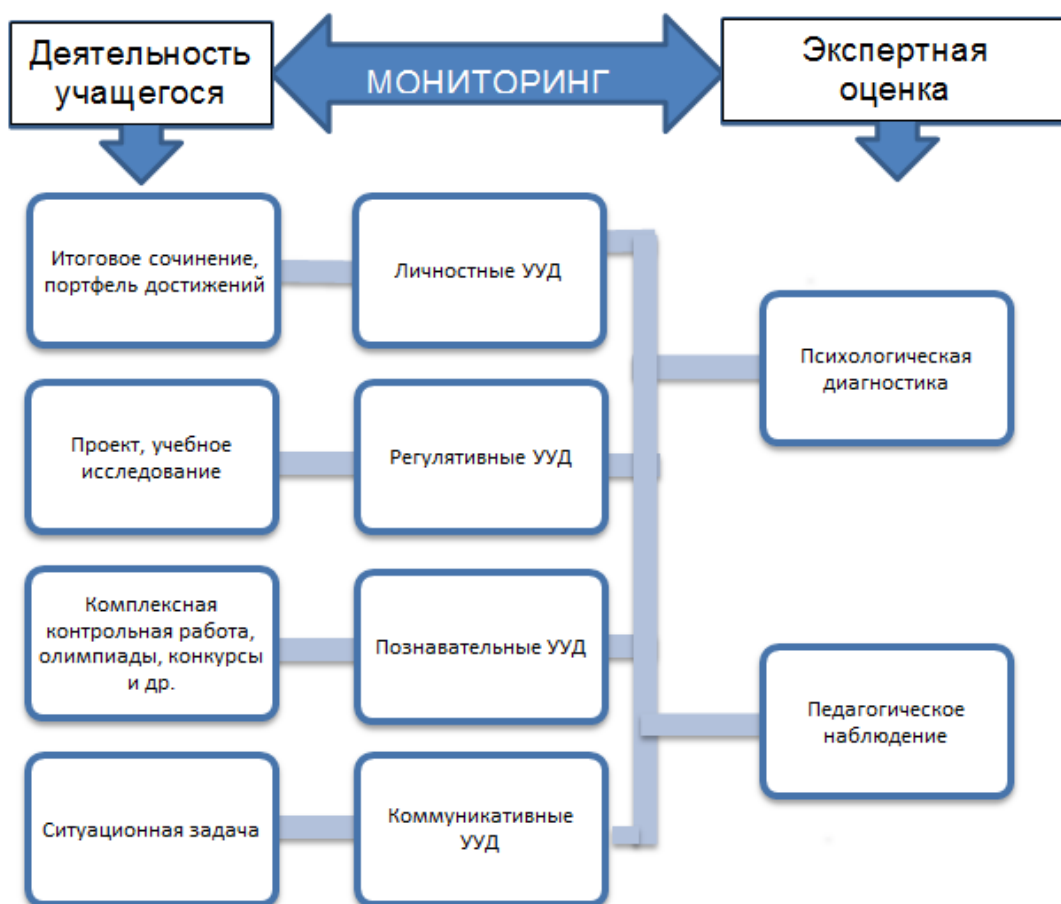 Деятельность
учащегося
МОНИТОРИНГ
Экспертная
оценка
Итоговое сочинение,
портфель достижений
Личностные УУД
Психологическая
диагностика
Проект, учебное
исследование
Регулятивные УУД
Комплексная
контрольная работа,
олимпиады, конкурсы
и др.
Познавательные УУД
Педагогическое
наблюдение
Ситуационная задача
Коммуникативные
УУД